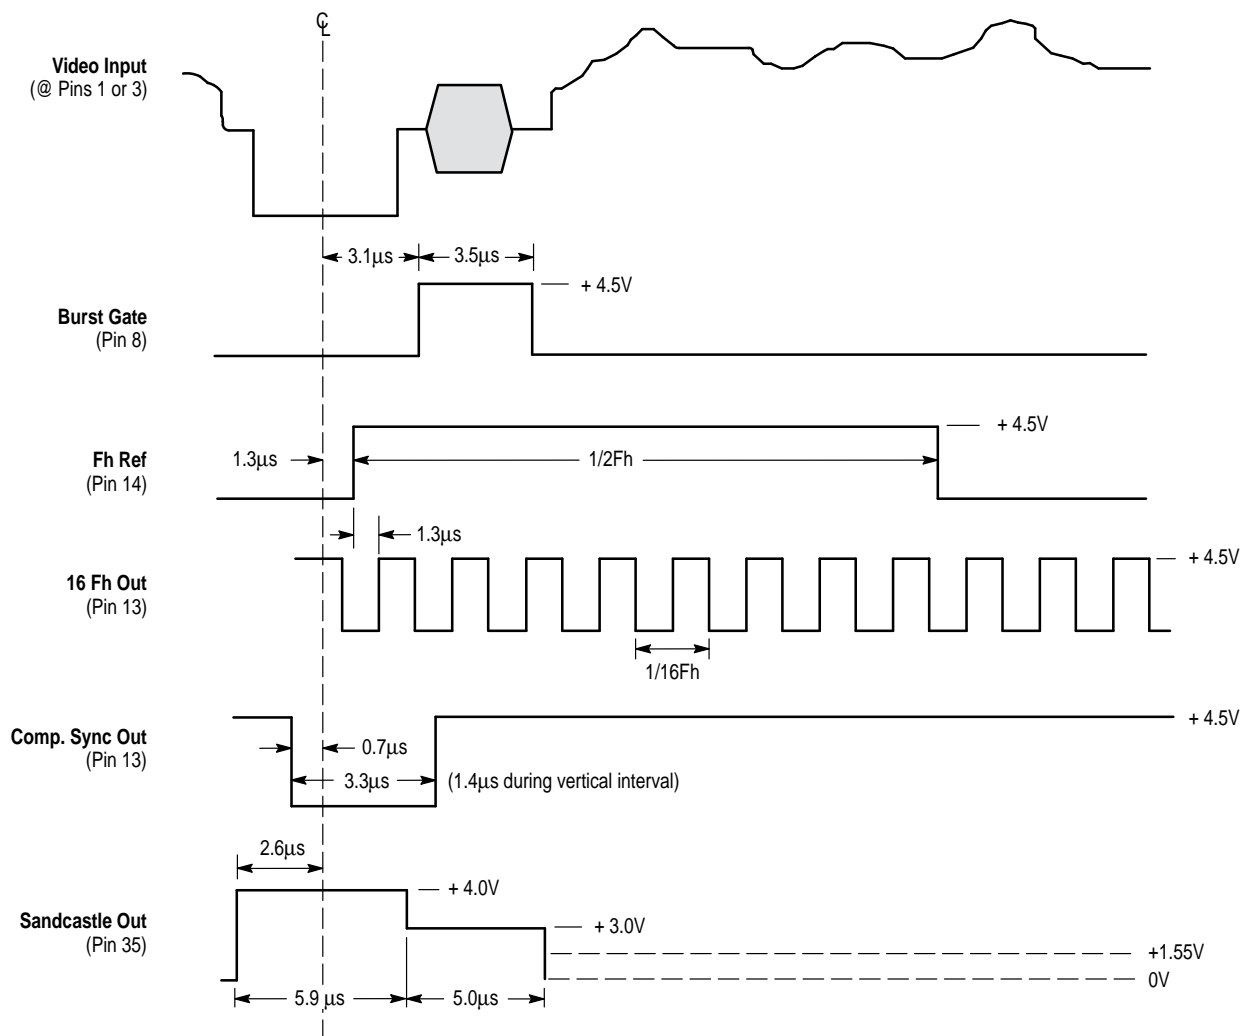 ℄
Video Input
(@ Pins 1 or 3)
3.1µs
3.5µs
+ 4.5V
Burst Gate
(Pin 8)
+ 4.5V
1.3µs
Fh Ref
(Pin 14)
1/2Fh
1.3µs
+ 4.5V
16 Fh Out
(Pin 13)
1/16Fh
+ 4.5V
Comp. Sync Out
(Pin 13)
0.7µs
3.3µs
(1.4µs during vertical interval)
2.6µs
+ 4.0V
Sandcastle Out
(Pin 35)
+ 3.0V
+1.55V
0V
5.9 µs
5.0µs